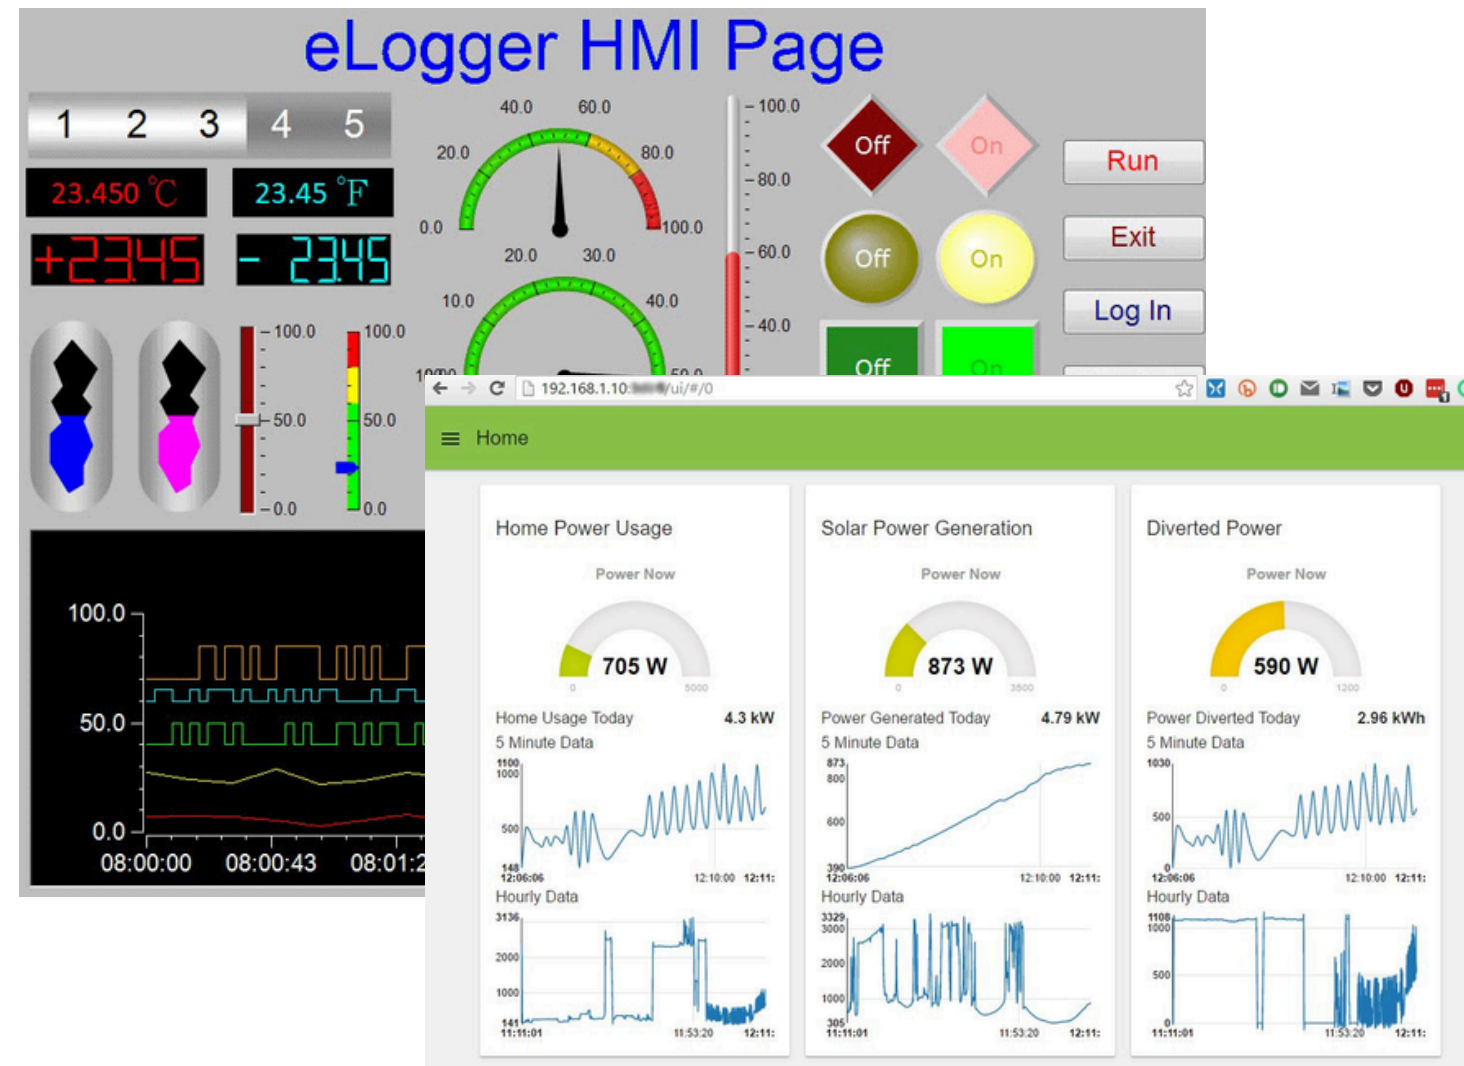 eLogger HMI Page
1 2 3 4 5
23.450 ℃
23.45 ℉
+23.45
- 23.45
0.0 20.0 40.0 60.0 80.0 100.0
10.0 20.0 30.0 40.0
100.0
80.0
60.0
40.0
Off On
Off On
Off On
Run
Exit
Log In
100.0
50.0
0.0
100.0
50.0
0.0
100.0
50.0
0.0
08:00:00 08:00:43
192.168.1.10: /ui/#/0
Home
Home Power Usage
Power Now
705 W
0 5000
Home Usage Today 4.3 kW
5 Minute Data
1100
1000
500
148
12:06:06 12:10:00 12:11:
Hourly Data
3136
2000
1000
141
11:11:01 11:53:20 12:11:
Solar Power Generation
Power Now
873 W
0 3500
Power Generated Today 4.79 kW
5 Minute Data
873
800
600
390
12:06:06 12:10:00 12:11:
Hourly Data
3329
3000
2000
1000
305
11:11:01 11:53:20 12:11:
Diverted Power
Power Now
590 W
0 1200
Power Diverted Today 2.96 kWh
5 Minute Data
1030
500
0
12:06:06 12:10:00 12:11:
Hourly Data
1108
1000
500
0
11:11:01 11:53:20 12:11: